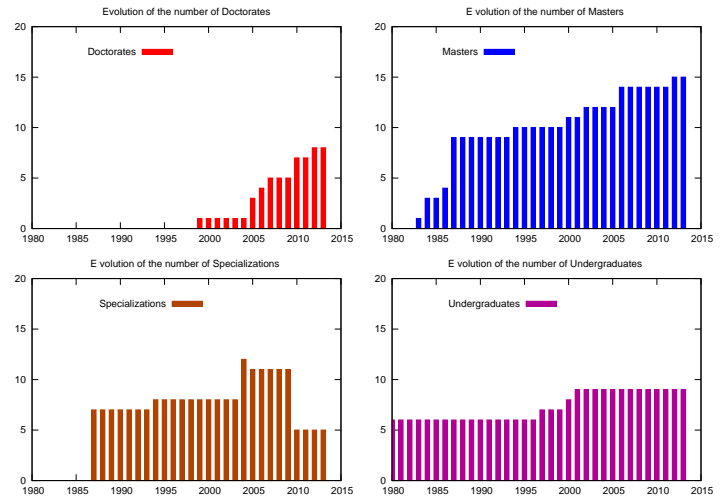 Evolution of the number of Doctorates
Doctorates
20
15
10
5
0
1980 1985 1990 1995 2000 2005 2010 2015
E volution of the number of Masters
Masters
20
15
10
5
0
1980 1985 1990 1995 2000 2005 2010 2015
E volution of the number of Specializations
Specializations
20
15
10
5
0
1980 1985 1990 1995 2000 2005 2010 2015
E volution of the number of Undergraduates
Undergraduates
20
15
10
5
0
1980 1985 1990 1995 2000 2005 2010 2015